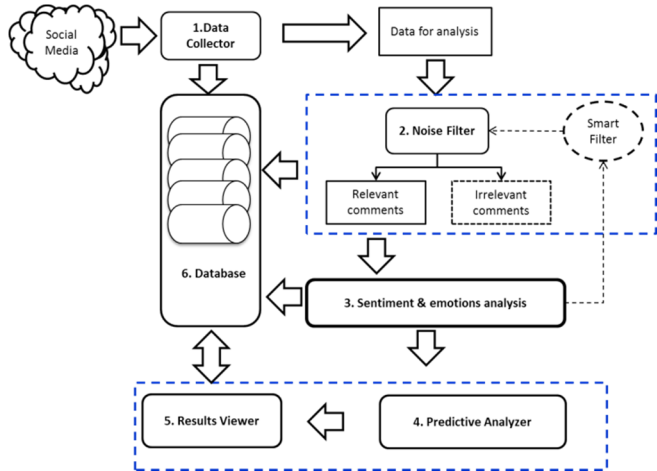 Social
Media
1.Data
Collector
Data for analysis
2. Noise Filter
Smart
Filter
Relevant
comments
Irrelevant
comments
6. Database
3. Sentiment & emotions analysis
5. Results Viewer
4. Predictive Analyzer